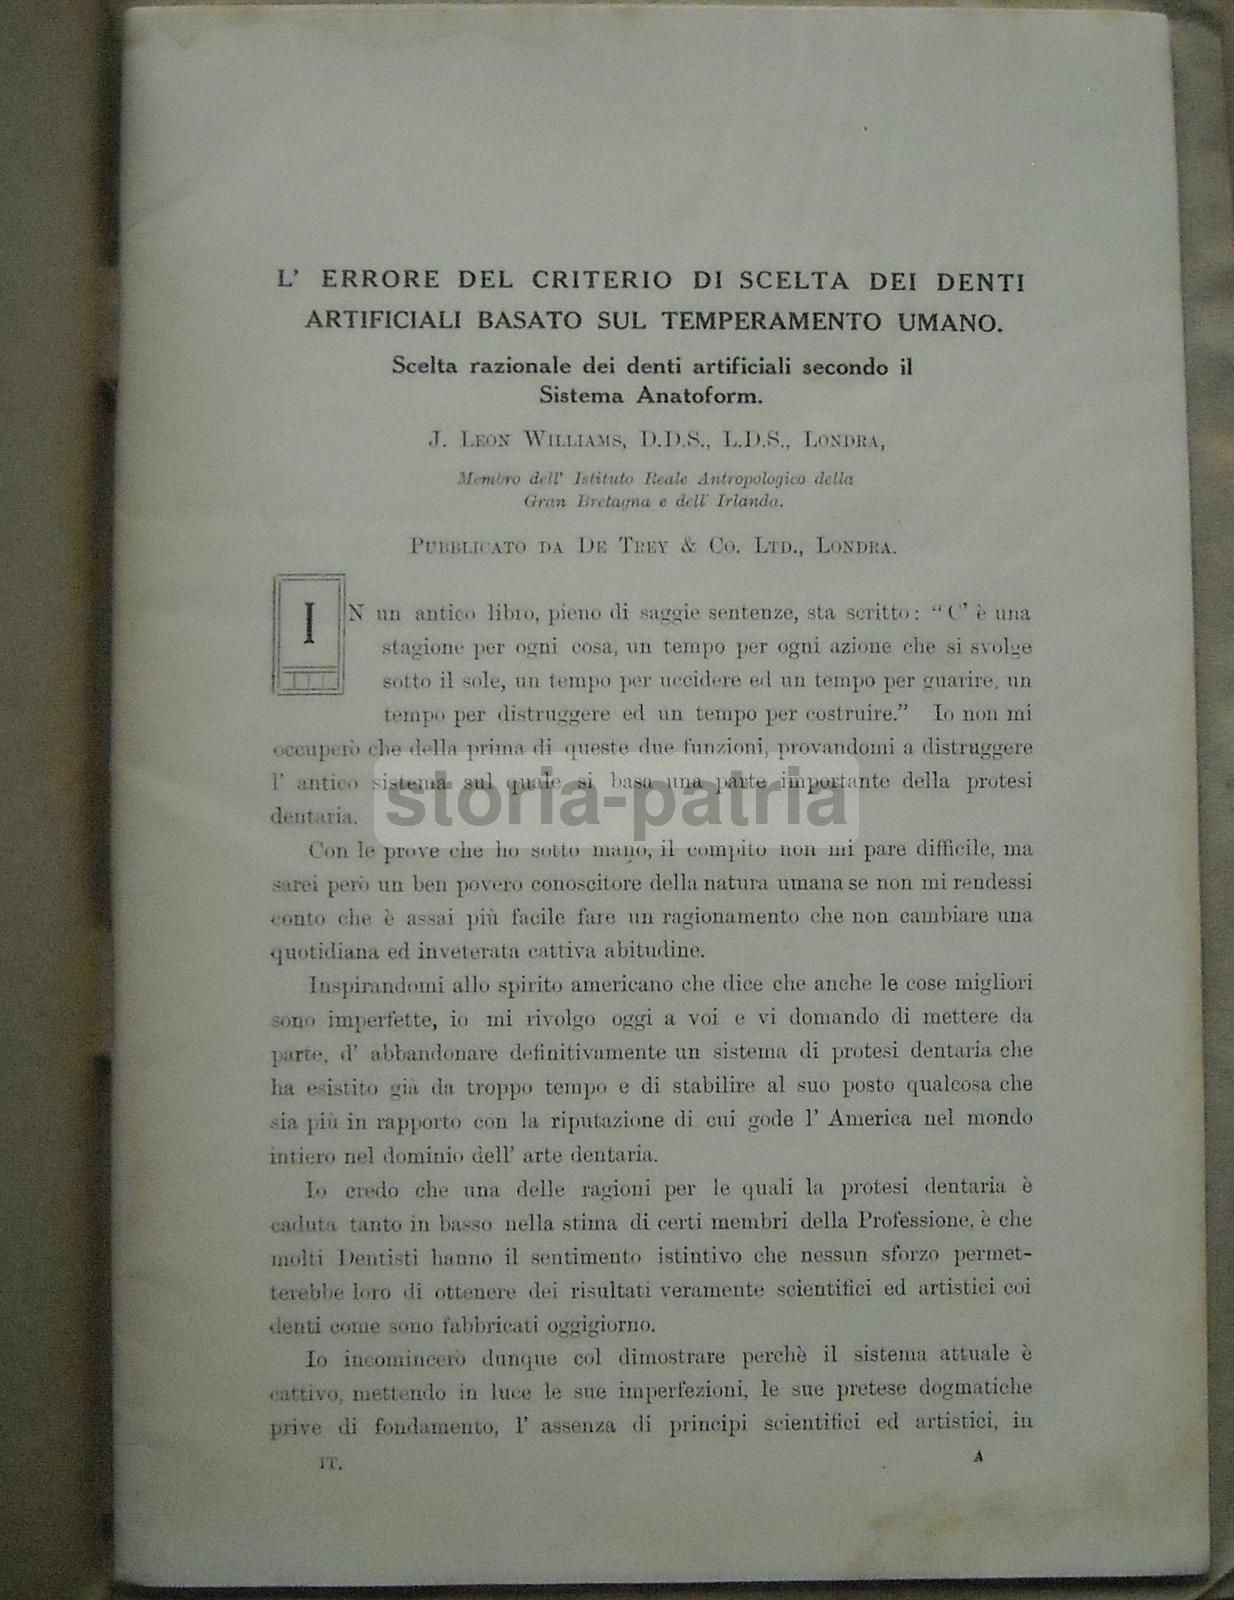 L' ERRORE DEL CRITERIO DI SCELTA DEI DENTI
ARTIFICIALI BASATO SUL TEMPERAMENTO UMANO.
Scelta razionale dei denti artificiali secondo il
Sistema Anatoform.
J. LEON WILLIAMS, D.D.S., L.D.S., LONDRA,
Membro dell' Istituto Reale Antropologico della
Gran Bretagna e dell' Irlanda.
PUBBLICATO DA DE TREY & CO. LTD., LONDRA.
IN un antico libro, pieno di saggie sentenze, sta scritto: “C' è una
stagione per ogni cosa, un tempo per ogni azione che si svolge
sotto il sole, un tempo per uccidere ed un tempo per guarire, un
tempo per distruggere ed un tempo per costruire.” Io non mi
occuperò che della prima di queste due funzioni, provandomi a distruggere
l' antico sistema sul quale si basa una parte importante della protesi
dentaria.
storia-patria
Con le prove che ho sotto mano, il compito non mi pare difficile, ma
sarei però un ben povero conoscitore della natura umana se non mi rendessi
conto che è assai più facile fare un ragionamento che non cambiare una
quotidiana ed inveterata cattiva abitudine.
Inspirandomi allo spirito americano che dice che anche le cose migliori
sono imperfette, io mi rivolgo oggi a voi e vi domando di mettere da
parte, d' abbandonare definitivamente un sistema di protesi dentaria che
ha esistito già da troppo tempo e di stabilire al suo posto qualcosa che
sia più in rapporto con la riputazione di cui gode l' America nel mondo
intiero nel dominio dell' arte dentaria.
Io credo che una delle ragioni per le quali la protesi dentaria è
caduta tanto in basso nella stima di certi membri della Professione, è che
molti Dentisti hanno il sentimento istintivo che nessun sforzo permet-
terebbe loro di ottenere dei risultati veramente scientifici ed artistici coi
denti come sono fabbricati oggigiorno.
Io incomincerò dunque col dimostrare perchè il sistema attuale è
cattivo, mettendo in luce le sue imperfezioni, le sue pretese dogmatiche
prive di fondamento, l' assenza di principi scientifici ed artistici, in
IT. A